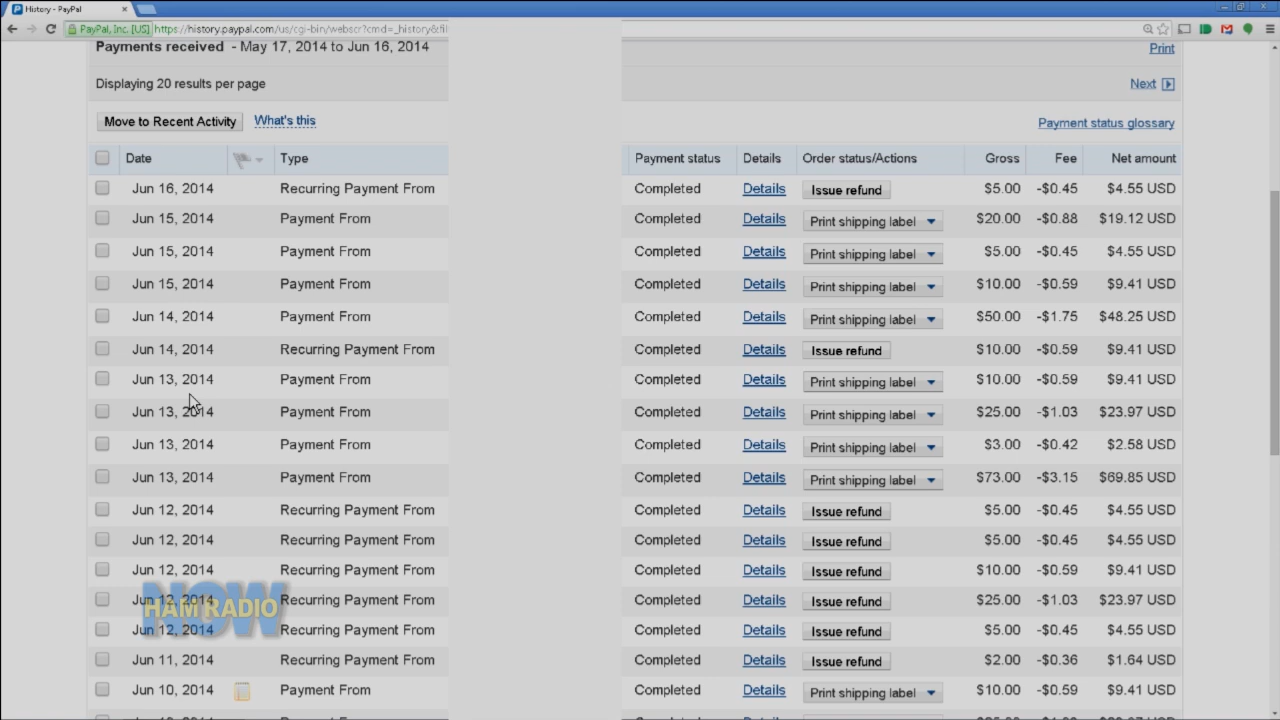 History - PayPal
PayPal, Inc. [US] https://history.paypal.com/us/cgi-bin/webscr?cmd=_history&fil
Payments received - May 17, 2014 to Jun 16, 2014 Print
Displaying 20 results per page Next
Move to Recent Activity What's this Payment status glossary
Date Type Payment status Details Order status/Actions Gross Fee Net amount
Jun 16, 2014 Recurring Payment From Completed Details Issue refund $5.00 -$0.45 $4.55 USD
Jun 15, 2014 Payment From Completed Details Print shipping label $20.00 -$0.88 $19.12 USD
Jun 15, 2014 Payment From Completed Details Print shipping label $5.00 -$0.45 $4.55 USD
Jun 15, 2014 Payment From Completed Details Print shipping label $10.00 -$0.59 $9.41 USD
Jun 14, 2014 Payment From Completed Details Print shipping label $50.00 -$1.75 $48.25 USD
Jun 14, 2014 Recurring Payment From Completed Details Issue refund $10.00 -$0.59 $9.41 USD
Jun 13, 2014 Payment From Completed Details Print shipping label $10.00 -$0.59 $9.41 USD
Jun 13, 2014 Payment From Completed Details Print shipping label $25.00 -$1.03 $23.97 USD
Jun 13, 2014 Payment From Completed Details Print shipping label $3.00 -$0.42 $2.58 USD
Jun 13, 2014 Payment From Completed Details Print shipping label $73.00 -$3.15 $69.85 USD
Jun 12, 2014 Recurring Payment From Completed Details Issue refund $5.00 -$0.45 $4.55 USD
Jun 12, 2014 Recurring Payment From Completed Details Issue refund $5.00 -$0.45 $4.55 USD
Jun 12, 2014 Recurring Payment From Completed Details Issue refund $10.00 -$0.59 $9.41 USD
Jun 12, 2014 Recurring Payment From Completed Details Issue refund $25.00 -$1.03 $23.97 USD
NOW
HAM RADIO
Jun 12, 2014 Recurring Payment From Completed Details Issue refund $5.00 -$0.45 $4.55 USD
Jun 11, 2014 Recurring Payment From Completed Details Issue refund $2.00 -$0.36 $1.64 USD
Jun 10, 2014 Payment From Completed Details Print shipping label $10.00 -$0.59 $9.41 USD